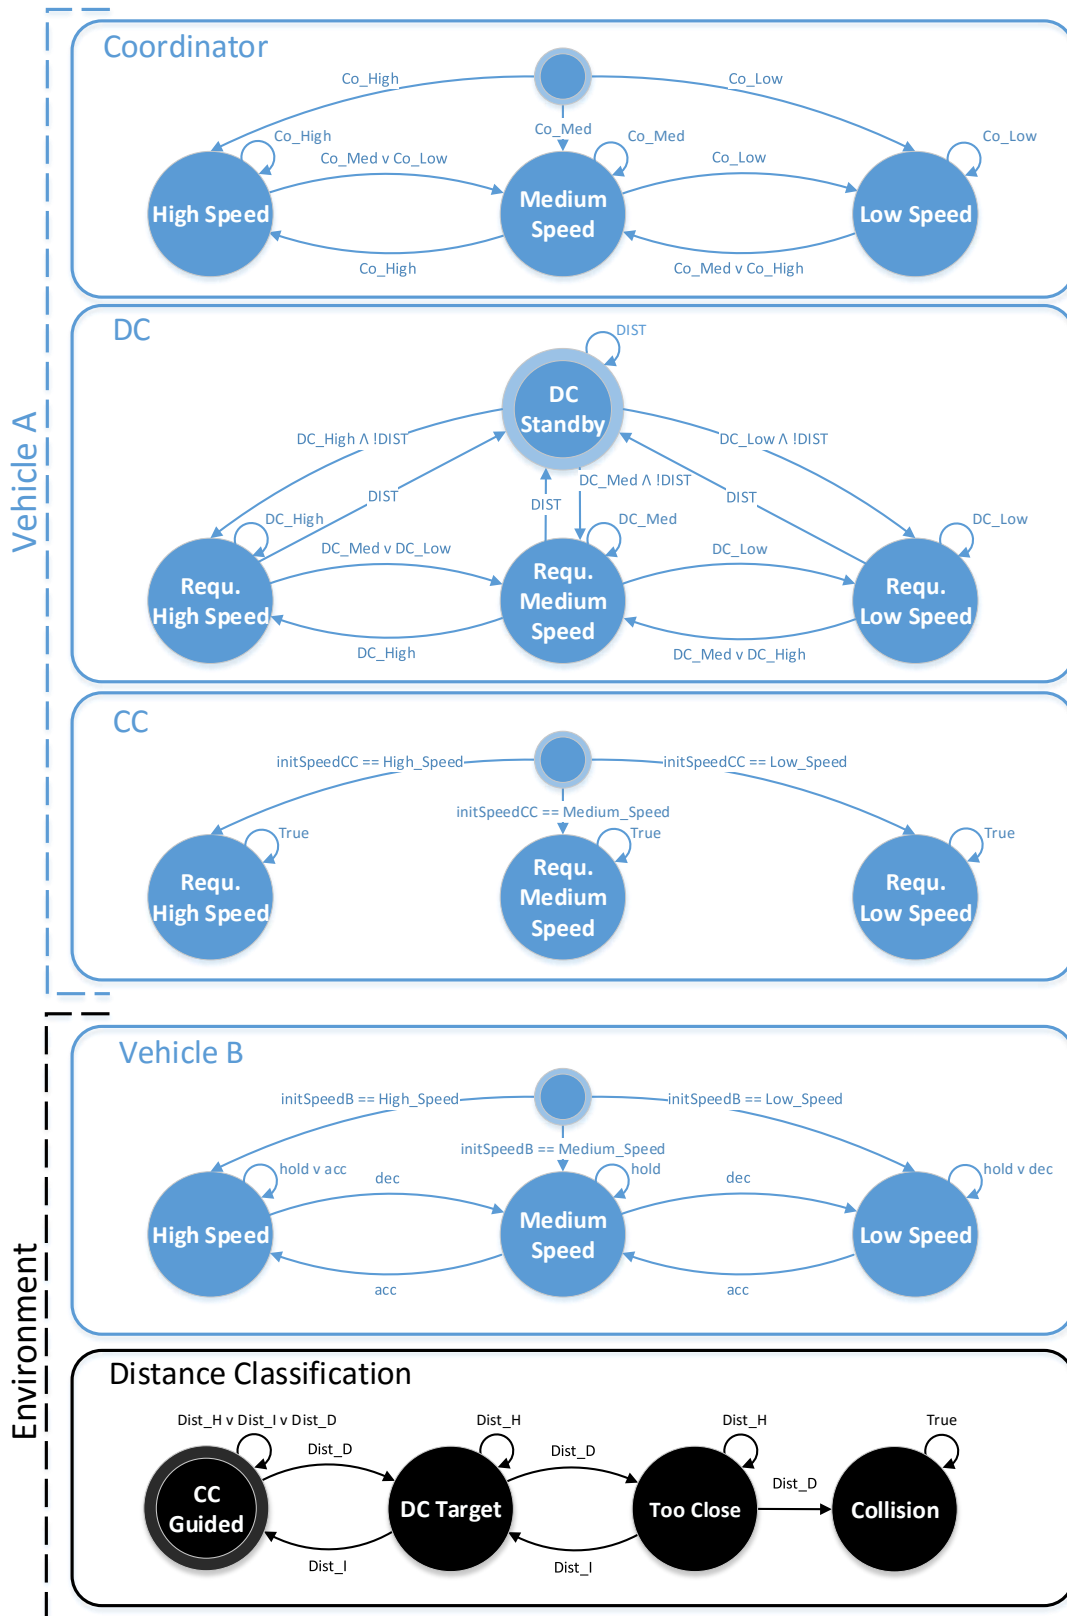 Vehicle A
Coordinator
Co_High
Co_Low
Co_Med
Co_High
Co_Med v Co_Low
Co_Med
Co_Low
Co_Low
High Speed
Medium
Speed
Low Speed
Co_High
Co_Med v Co_High
DC
DIST
DC
Standby
DC_High Λ !DIST
DC_Low Λ !DIST
DC_Med Λ !DIST
DIST
DIST
DIST
DC_High
DC_Med v DC_Low
DC_Med
DC_Low
DC_Low
Requ.
High Speed
Requ.
Medium
Speed
Requ.
Low Speed
DC_High
DC_Med v DC_High
CC
initSpeedCC == High_Speed
initSpeedCC == Low_Speed
initSpeedCC == Medium_Speed
True
True
True
Requ.
High Speed
Requ.
Medium
Speed
Requ.
Low Speed
Environment
Vehicle B
initSpeedB == High_Speed
initSpeedB == Low_Speed
initSpeedB == Medium_Speed
hold v acc
dec
hold
dec
hold v dec
High Speed
Medium
Speed
Low Speed
acc
acc
Distance Classification
Dist_H v Dist_I v Dist_D
Dist_D
Dist_H
Dist_D
Dist_H
Dist_D
True
CC
Guided
DC Target
Too Close
Collision
Dist_I
Dist_I